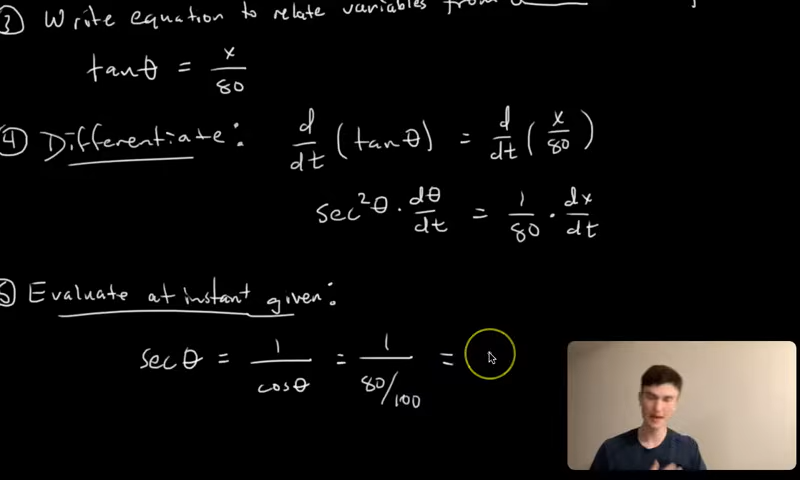 ③ Write equation to relate variables from
tanθ = x/80
④ Differentiate: d/dt (tanθ) = d/dt (x/80)
sec²θ · dθ/dt = 1/80 · dx/dt
Evaluate at instant given:
secθ = 1/cosθ = 1/(80/100) =